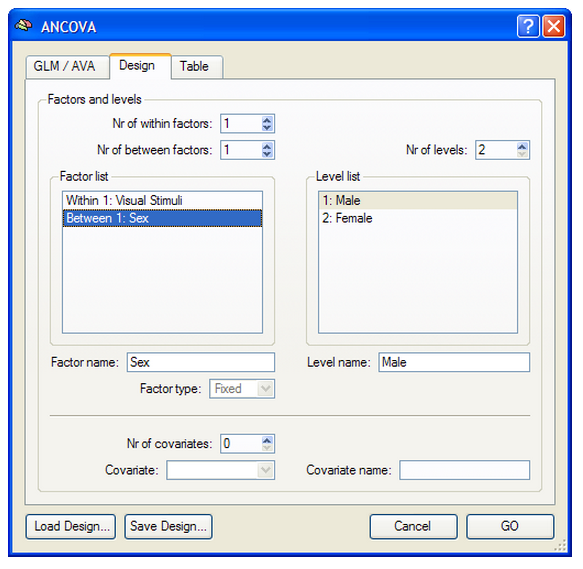 ANCOVA
GLM / AVA Design Table
Factors and levels
Nr of within factors: 1
Nr of between factors: 1 Nr of levels: 2
Factor list Level list
Within 1: Visual Stimuli 1: Male
Between 1: Sex 2: Female
Factor name: Sex Level name: Male
Factor type: Fixed
Nr of covariates: 0
Covariate: Covariate name:
Load Design... Save Design... Cancel GO